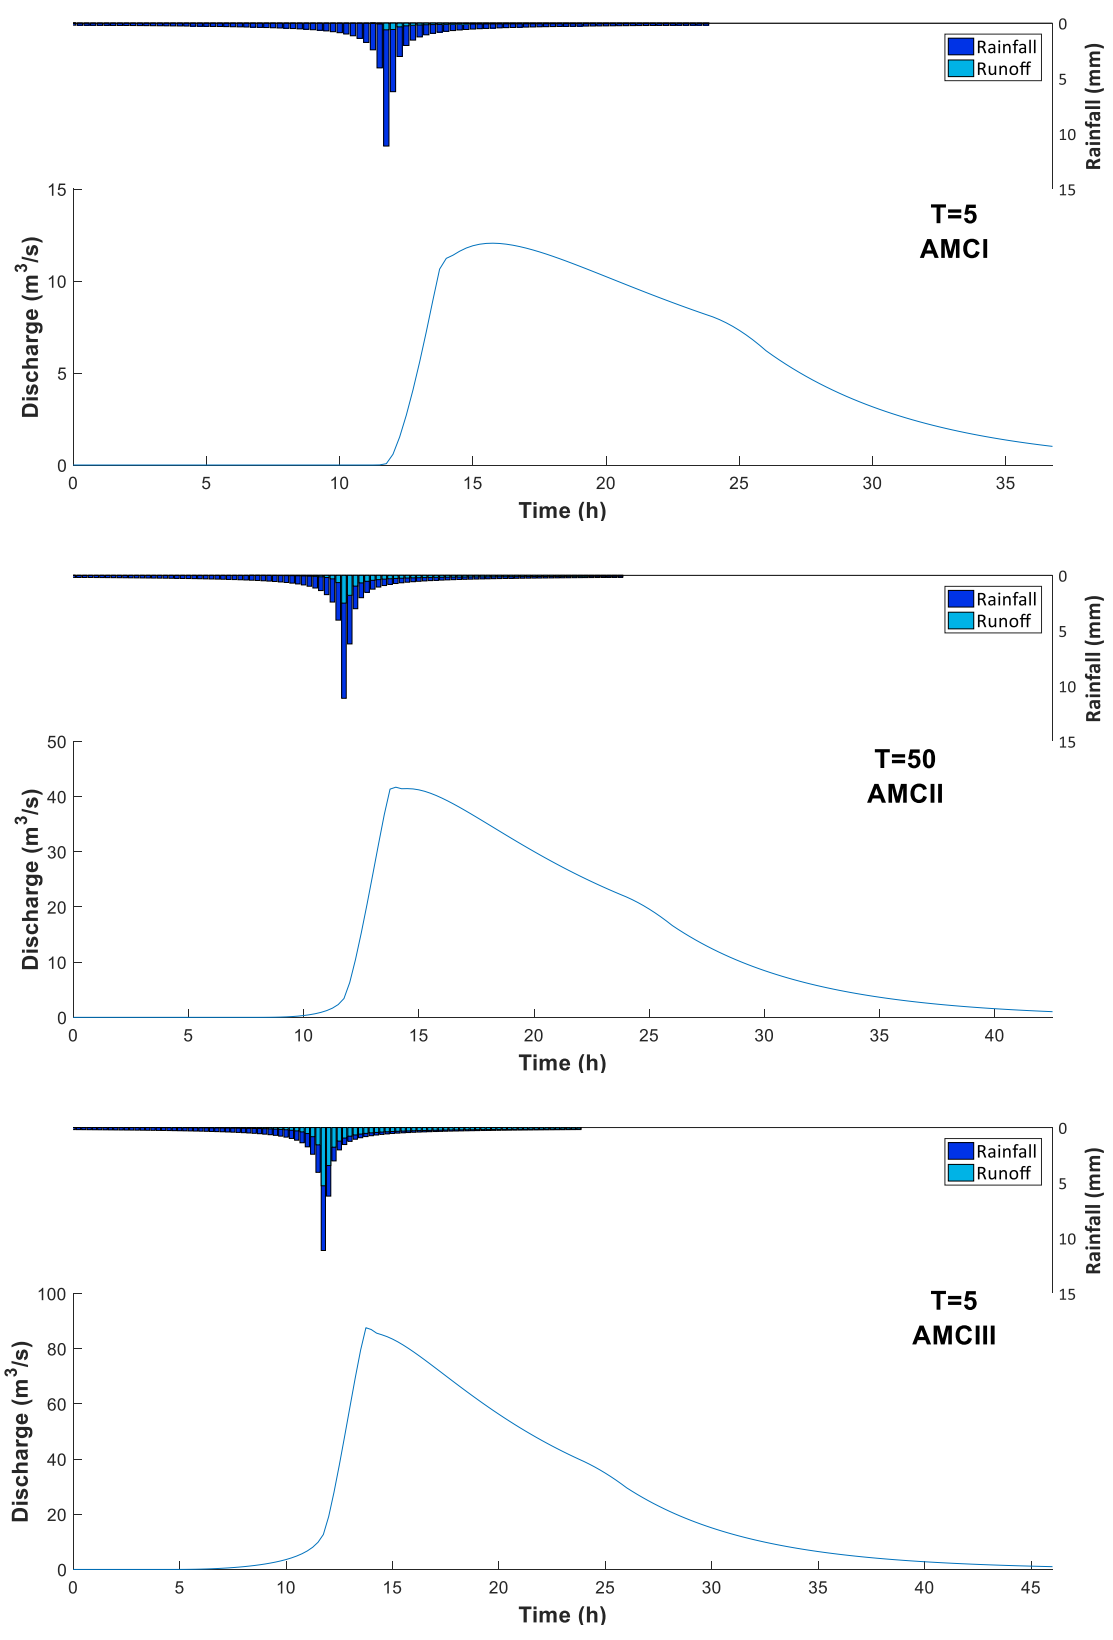 0
Rainfall
Runoff
5
10
15
Rainfall (mm)
T=5
AMCI
15
10
5
0
Discharge (m³/s)
0 5 10 15 20 25 30 35
Time (h)
0
Rainfall
Runoff
5
10
15
Rainfall (mm)
T=50
AMCII
50
40
30
20
10
0
Discharge (m³/s)
0 5 10 15 20 25 30 35 40
Time (h)
0
Rainfall
Runoff
5
10
15
Rainfall (mm)
T=5
AMCIII
100
80
60
40
20
0
Discharge (m³/s)
0 5 10 15 20 25 30 35 40 45
Time (h)